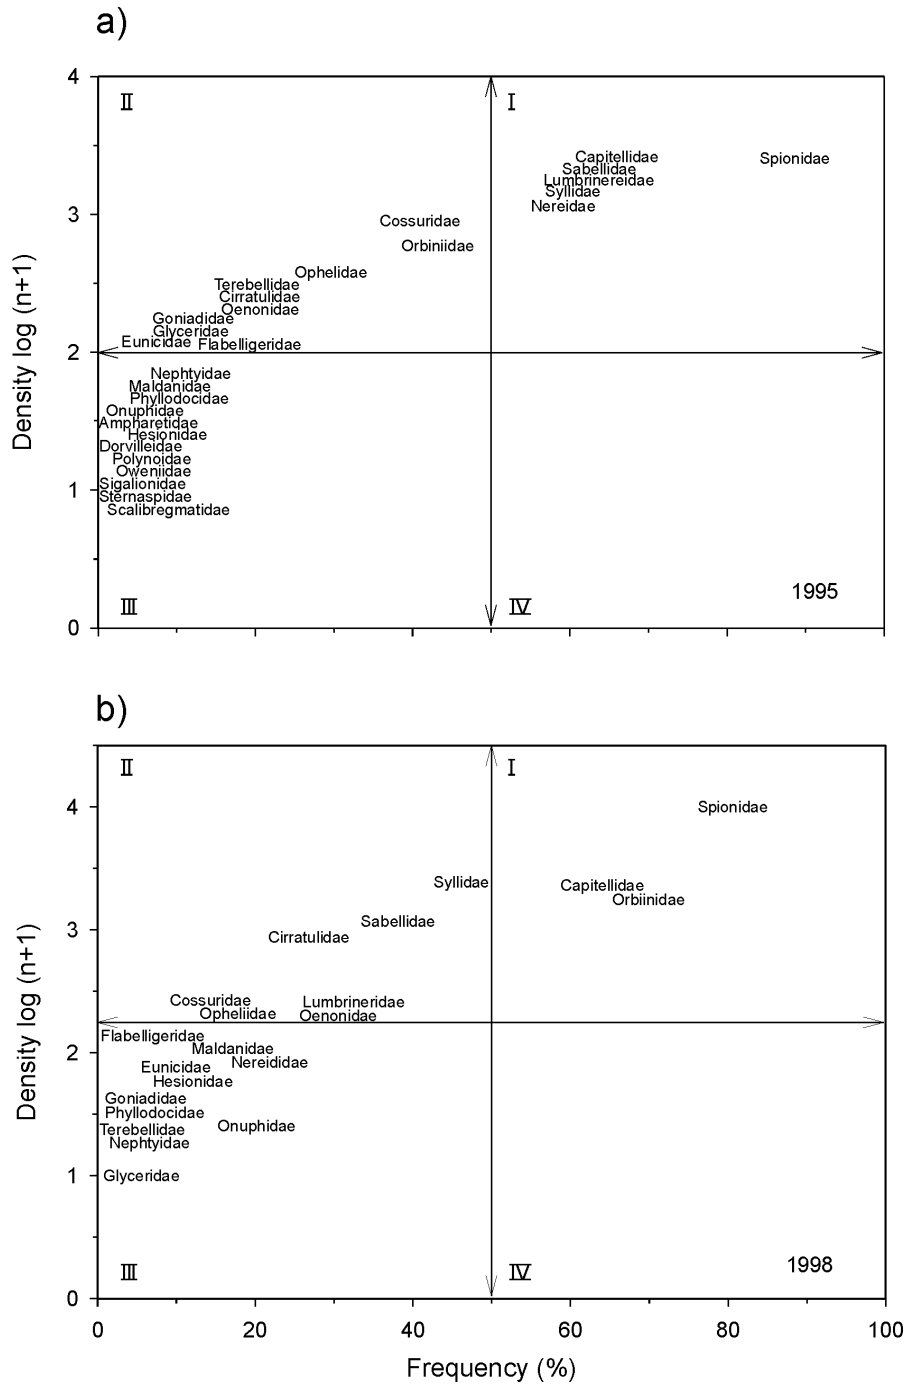 a)
4
II
I
Capitellidae
Spionidae
Sabellidae
Lumbrinereidae
Syllidae
Nereidae
3
Cossuridae
Orbiniidae
Ophelidae
Terebellidae
Cirratulidae
Oenonidae
Goniadidae
Glyceridae
Eunicidae
Flabelligeridae
2
Density log (n+1)
Nephtyidae
Maldanidae
Phyllodocidae
Onuphidae
Ampharetidae
Hesionidae
Dorvilleidae
Polynoidae
Oweniidae
Sigalionidae
1
Sternaspidae
Scalibregmatidae
1995
III
IV
0
b)
II
I
4
Spionidae
Syllidae
Capitellidae
Orbiinidae
Sabellidae
3
Cirratulidae
Cossuridae
Lumbrineridae
Opheliidae
Oenonidae
Density log (n+1)
Flabelligeridae
2
Maldanidae
Nereididae
Eunicidae
Hesionidae
Goniadidae
Phyllodocidae
Terebellidae
Onuphidae
Nephtyidae
1
Glyceridae
1998
III
IV
0
0 20 40 60 80 100
Frequency (%)